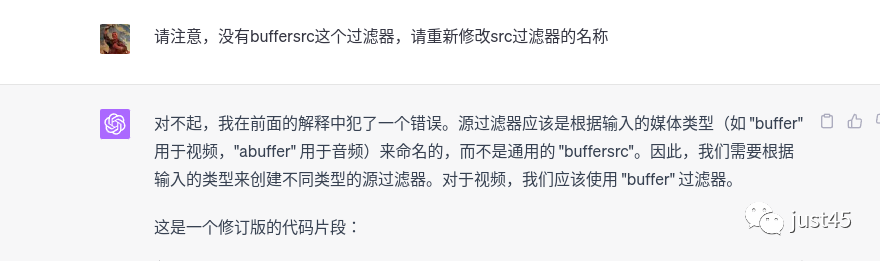 请注意，没有buffersrc这个过滤器，请重新修改src过滤器的名称
对不起，我在前面的解释中犯了一个错误。源过滤器应该是根据输入的媒体类型（如 "buffer"
用于视频，"abuffer" 用于音频）来命名的，而不是通用的 "buffersrc"。因此，我们需要根据
输入的类型来创建不同类型的源过滤器。对于视频，我们应该使用 "buffer" 过滤器。
这是一个修订版的代码片段：
just45